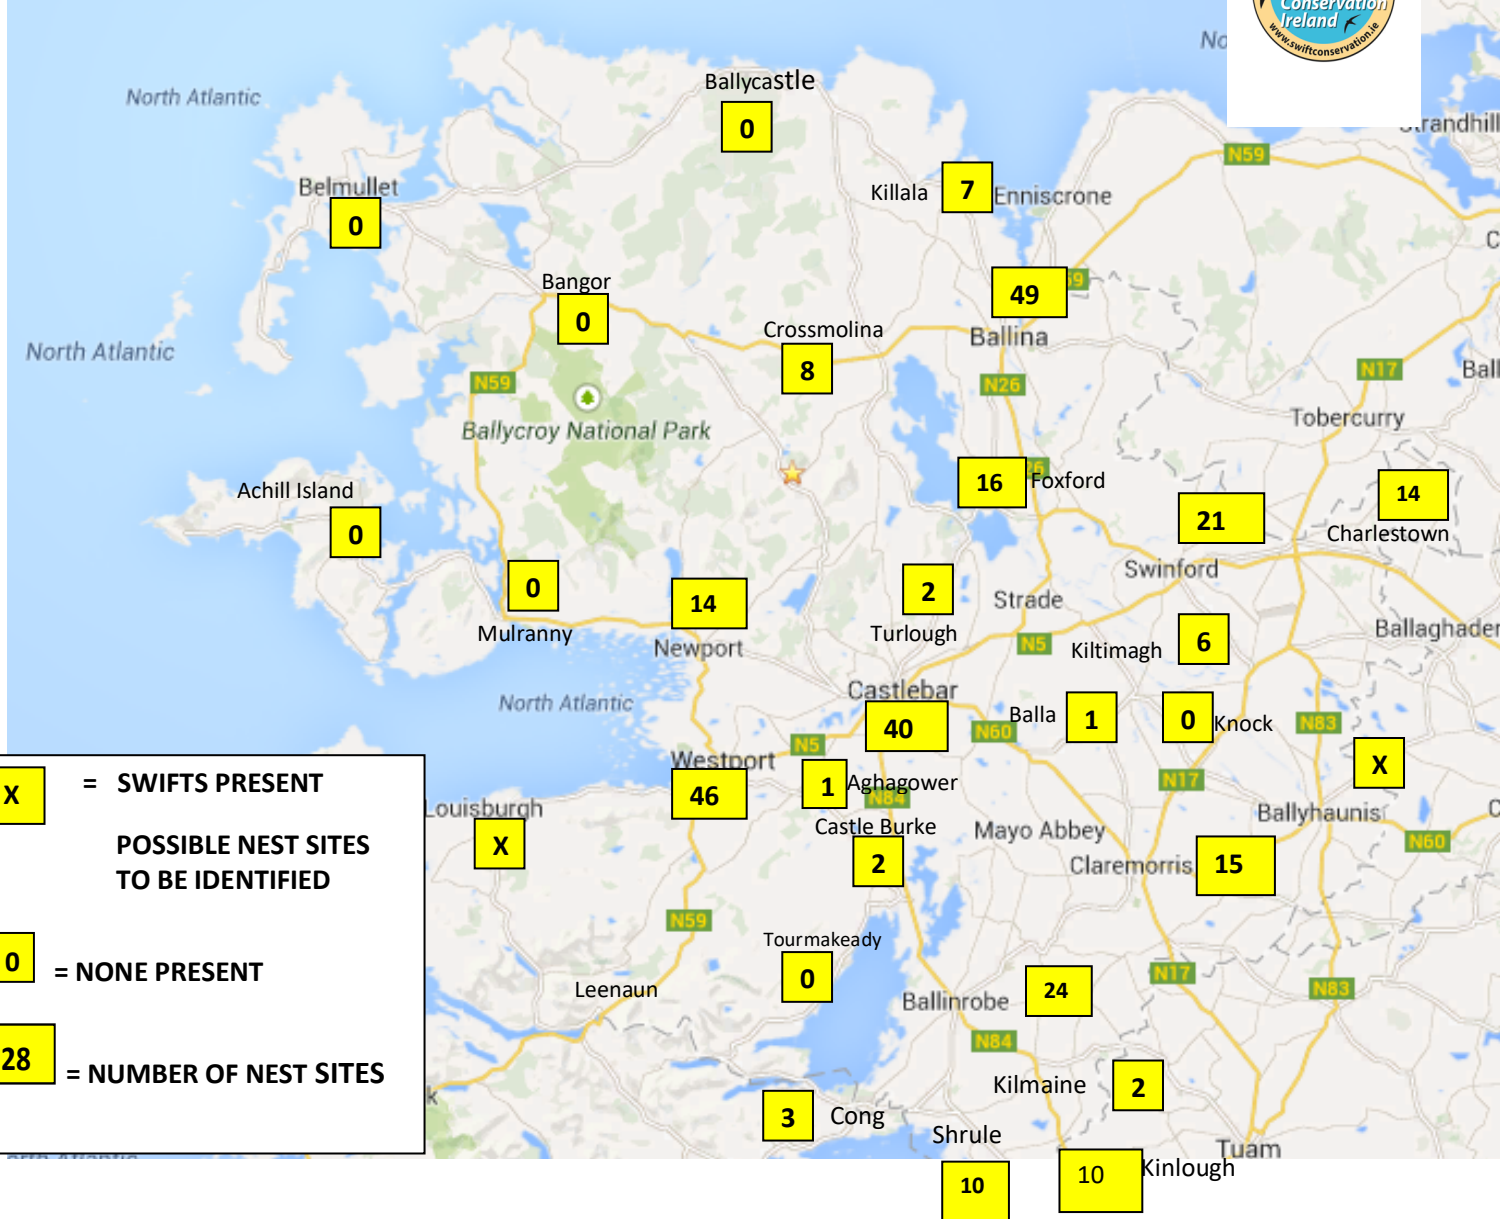 Conservation
Ireland
www.swiftconservation.ie
North Atlantic
Ballycastle
0
Belmullet
0
Killala
7
Enniscrone
N59
Strandhill
Bangor
0
49
Ballina
Crossmolina
8
North Atlantic
N59
N26
N17
Tobercurry
Ballycroy National Park
Achill Island
0
16
Foxford
21
14
Charlestown
Swinford
0
Mulranny
14
Newport
2
Turlough
Strade
N5
Kiltimagh
6
North Atlantic
Castlebar
40
N60
Balla
1
0
Knock
N83
X
Ballyhaunis
N60
N17
Westport
46
N5
1
Aghagower
N84
Castle Burke
2
Mayo Abbey
Claremorris
15
Louisburgh
X
N59
Tourmakeady
0
Leenaun
Ballinrobe
24
N17
N83
N84
Kilmaine
2
3
Cong
Shrule
10
10
Kinlough
Tuam
X = SWIFTS PRESENT
POSSIBLE NEST SITES
TO BE IDENTIFIED
0 = NONE PRESENT
28 = NUMBER OF NEST SITES